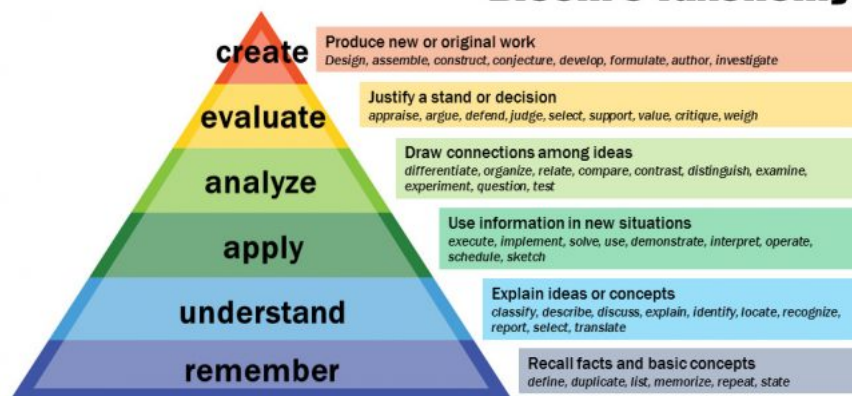 create
Produce new or original work
Design, assemble, construct, conjecture, develop, formulate, author, investigate
evaluate
Justify a stand or decision
appraise, argue, defend, judge, select, support, value, critique, weigh
analyze
Draw connections among ideas
differentiate, organize, relate, compare, contrast, distinguish, examine,
experiment, question, test
apply
Use information in new situations
execute, implement, solve, use, demonstrate, interpret, operate,
schedule, sketch
understand
Explain ideas or concepts
classify, describe, discuss, explain, identify, locate, recognize,
report, select, translate
remember
Recall facts and basic concepts
define, duplicate, list, memorize, repeat, state